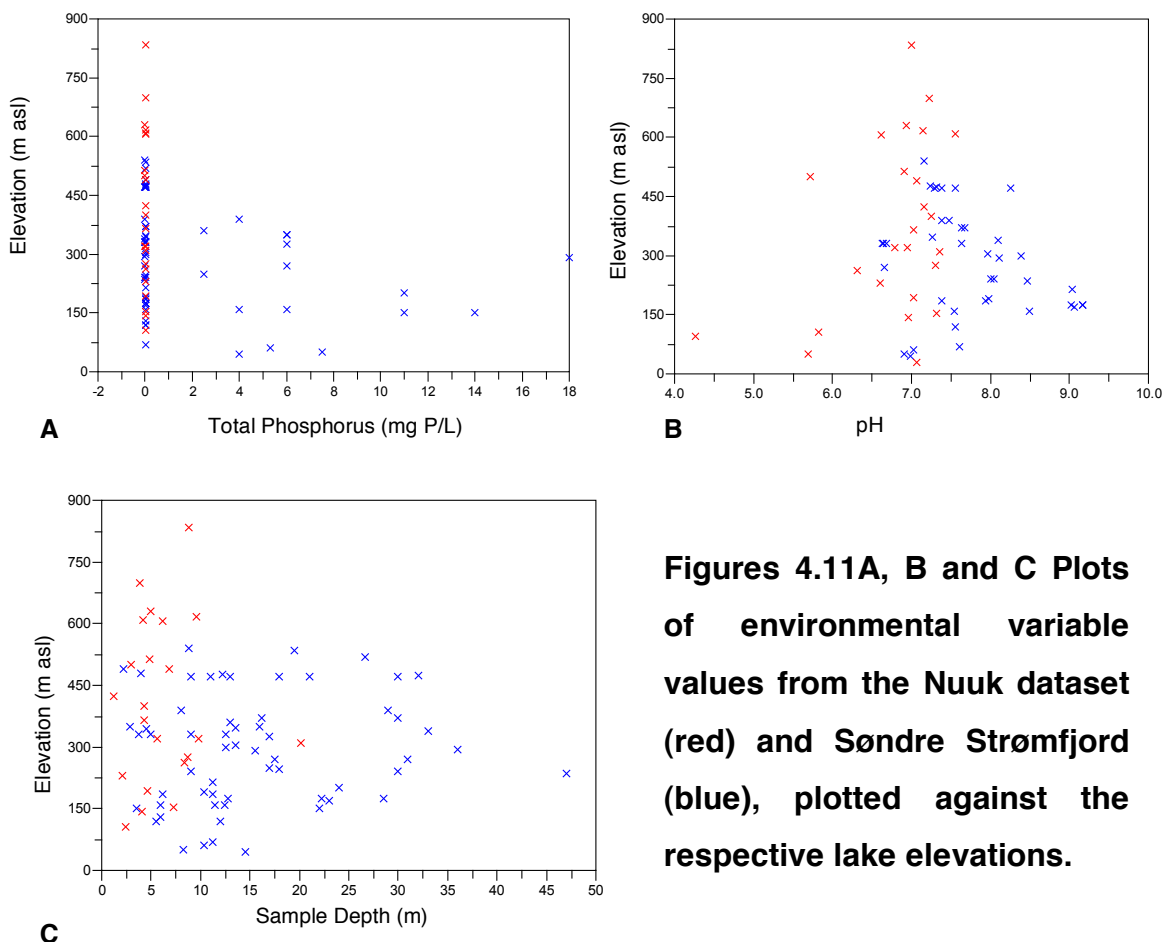 900
750
600
450
300
150
0
Elevation (m asl)
-2 0 2 4 6 8 10 12 14 16 18
A
Total Phosphorus (mg P/L)
900
750
600
450
300
150
0
Elevation (m asl)
4.0 5.0 6.0 7.0 8.0 9.0 10.0
B
pH
900
750
600
450
300
150
0
Elevation (m asl)
0 5 10 15 20 25 30 35 40 45 50
Sample Depth (m)
C
Figures 4.11A, B and C Plots
of environmental variable
values from the Nuuk dataset
(red) and Søndre Strømfjord
(blue), plotted against the
respective lake elevations.